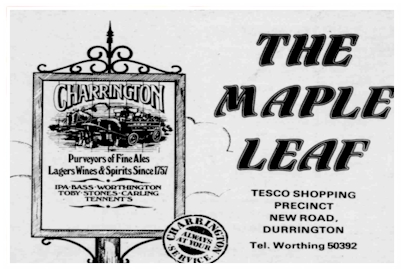 CHARRINGTON
Purveyors of Fine Ales
Lagers Wines & Spirits Since 1757
IPA·BASS·WORTHINGTON
TOBY·STONES·CARLING
TENNENT'S
CHARRINGTON
ALWAYS
AT YOUR
SERVICE
THE
MAPLE
LEAF
TESCO SHOPPING
PRECINCT
NEW ROAD,
DURRINGTON
Tel. Worthing 50392